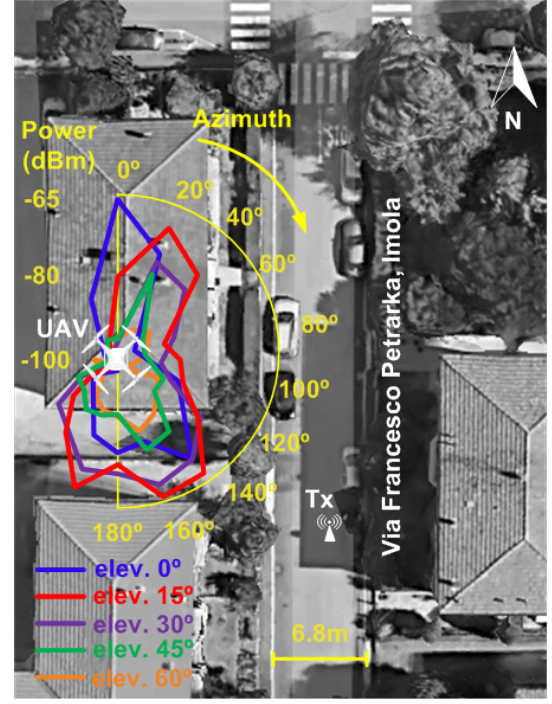 N
Azimuth
Power
(dBm)
0º
-65
20º
40º
60º
-80
80º
UAV
-100
100º
120º
140º
160º
180º
Tx
Via Francesco Petrarka, Imola
elev. 0º
elev. 15º
elev. 30º
elev. 45º
elev. 60º
6.8m